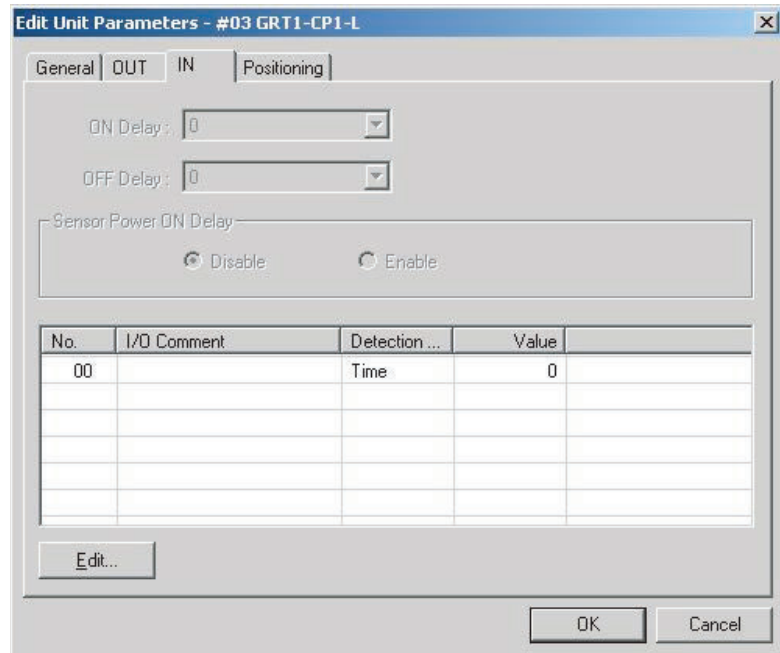 Edit Unit Parameters - #03 GRT1-CP1-L
General OUT IN Positioning
ON Delay : 0
OFF Delay : 0
Sensor Power ON Delay
Disable Enable
No. I/O Comment Detection ... Value
00 Time 0
Edit...
OK Cancel